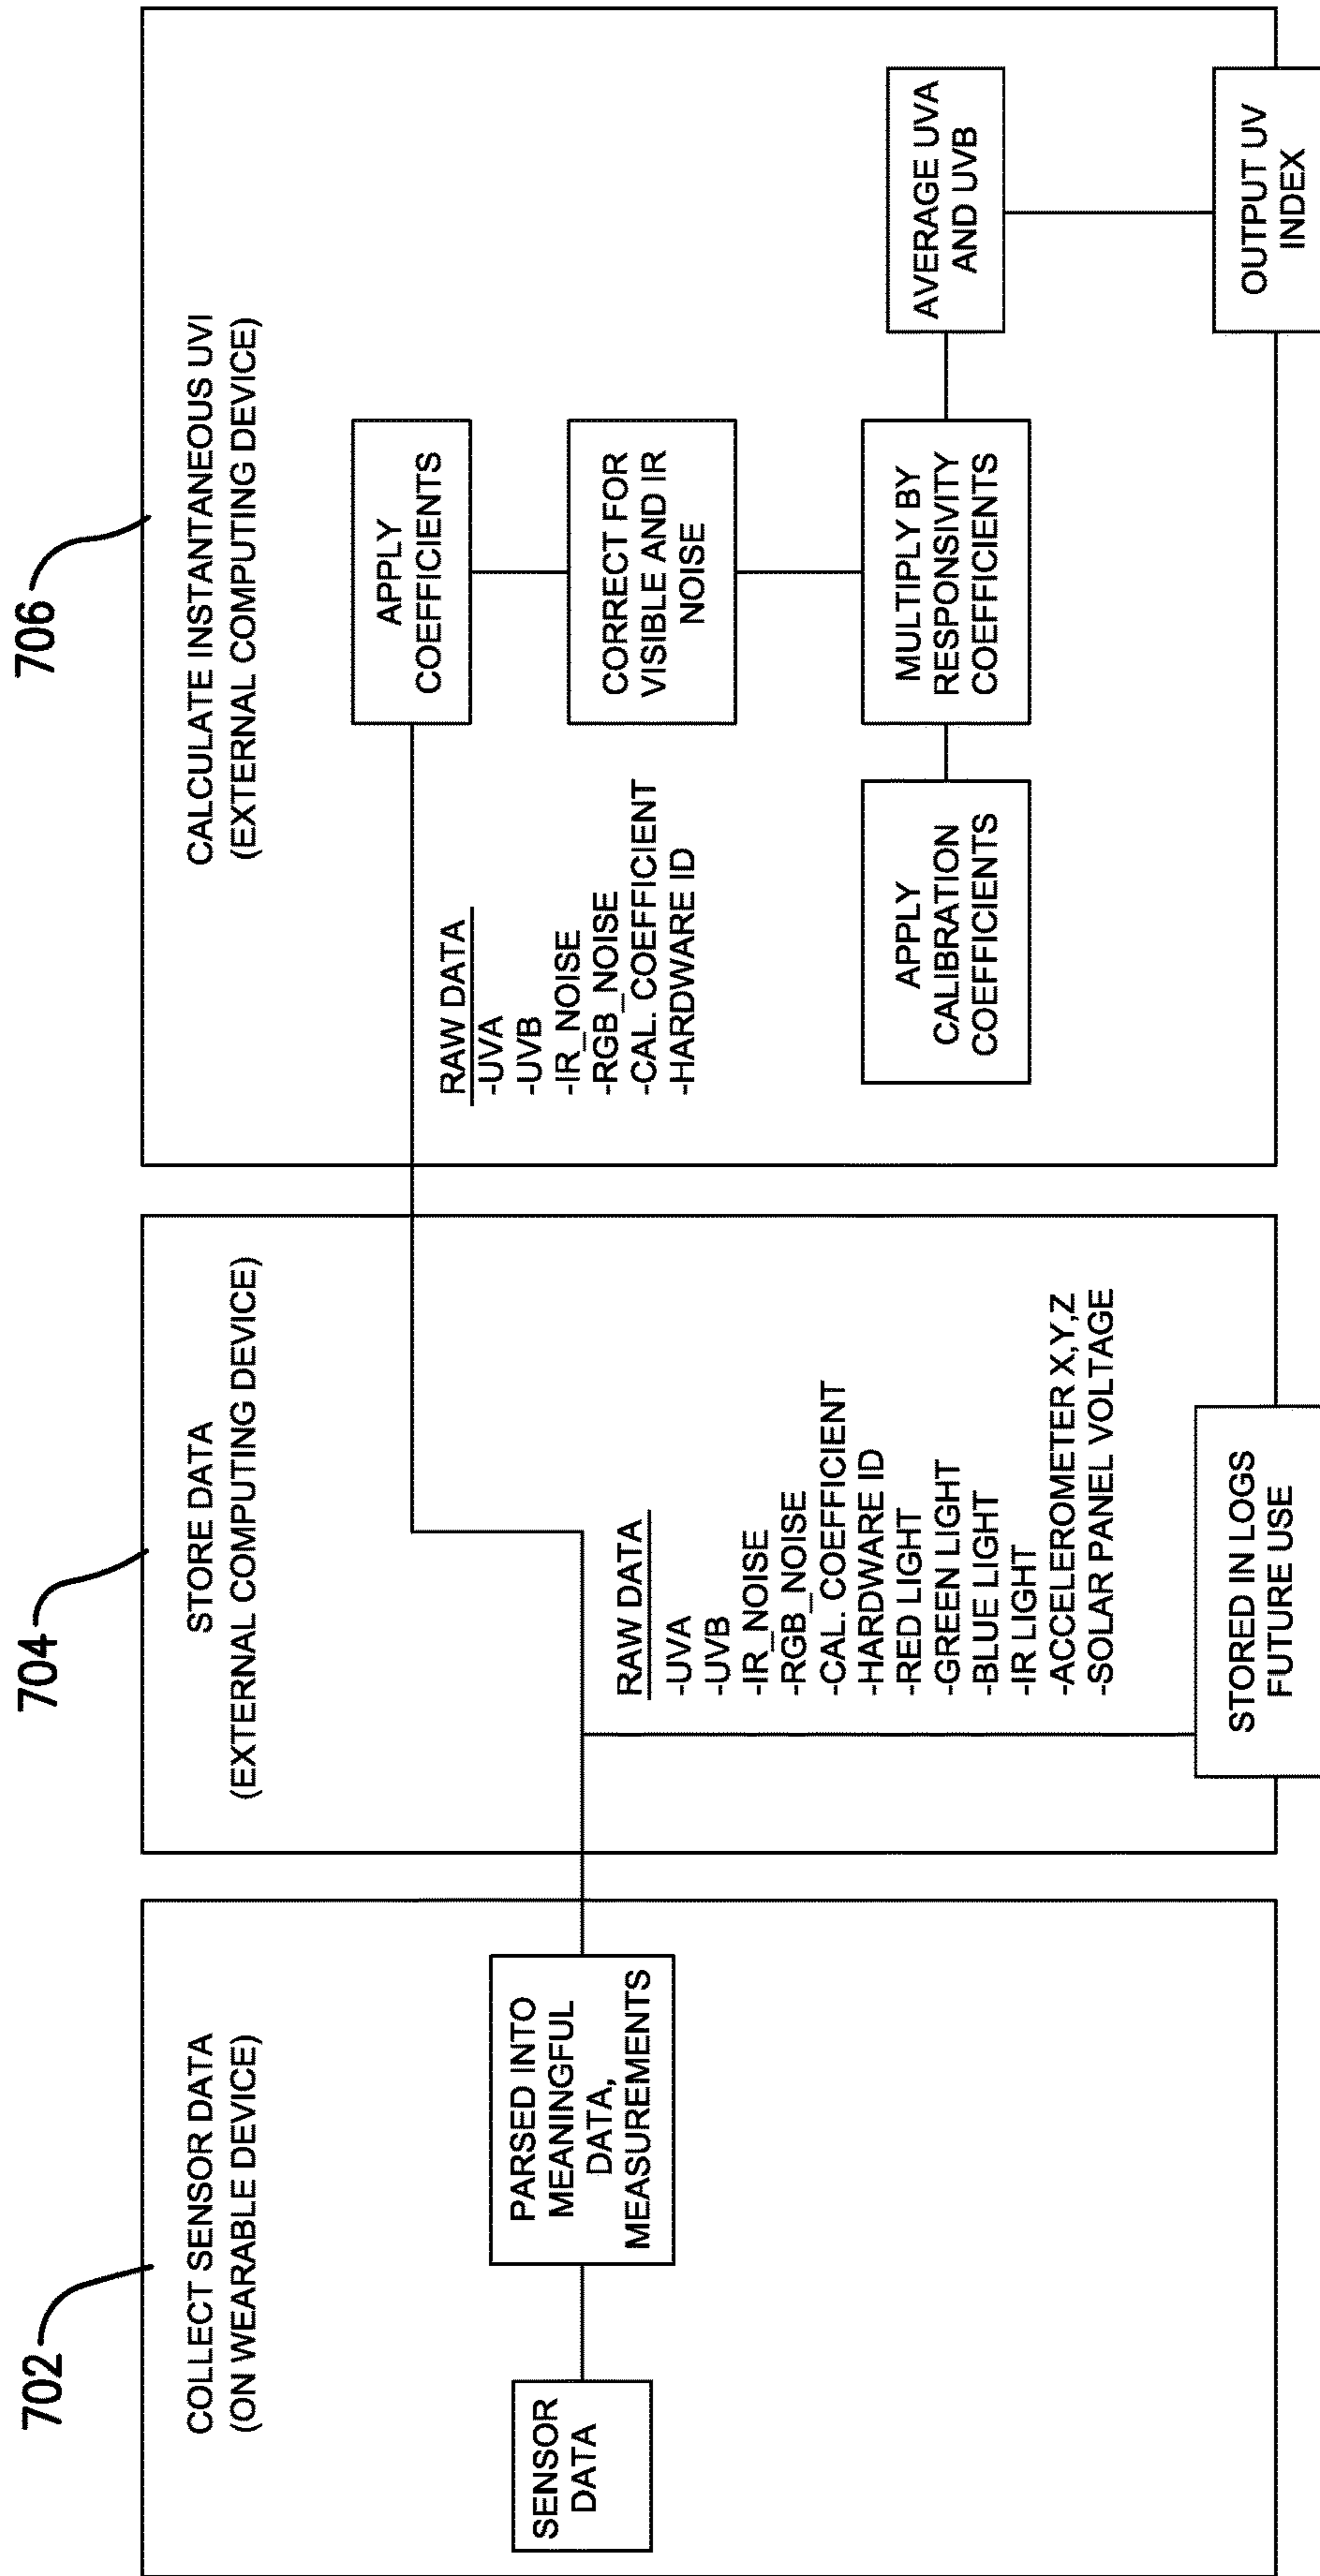 702
COLLECT SENSOR DATA
(ON WEARABLE DEVICE)
SENSOR
DATA
PARSED INTO
MEANINGFUL
DATA,
MEASUREMENTS
704
STORE DATA
(EXTERNAL COMPUTING DEVICE)
RAW DATA
-UVA
-UVB
-IR_NOISE
-RGB_NOISE
-CAL. COEFFICIENT
-HARDWARE ID
-RED LIGHT
-GREEN LIGHT
-BLUE LIGHT
-IR LIGHT
-ACCELEROMETER X,Y,Z
-SOLAR PANEL VOLTAGE
STORED IN LOGS
FUTURE USE
706
CALCULATE INSTANTANEOUS UVI
(EXTERNAL COMPUTING DEVICE)
RAW DATA
-UVA
-UVB
-IR_NOISE
-RGB_NOISE
-CAL. COEFFICIENT
-HARDWARE ID
APPLY
COEFFICIENTS
CORRECT FOR
VISIBLE AND IR
NOISE
APPLY
CALIBRATION
COEFFICIENTS
MULTIPLY BY
RESPONSIVITY
COEFFICIENTS
AVERAGE UVA
AND UVB
OUTPUT UV
INDEX